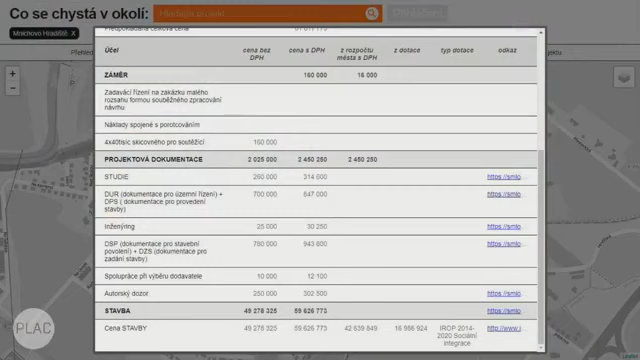 Co se chystá v okolí:
Mnichovo Hradiště X
Účel cena bez DPH cena s DPH z rozpočtu města s DPH z dotace typ dotace odkaz
ZÁMĚR 160 000 16 000
Zadávací řízení na zakázku malého
rozsahu formou souběžného zpracování
návrhu
Náklady spojené s porotcováním
4x40tisíc skicovného pro soutěžící 160 000
PROJEKTOVÁ DOKUMENTACE 2 025 000 2 450 250 2 450 250
STUDIE 260 000 314 600 https://smlo...
DUR (dokumentace pro územní řízení) + 700 000 847 000 https://smlo...
DPS ( dokumentace pro provedení
stavby)
Inženýring 25 000 30 250 https://smlo...
DSP (dokumentace pro stavební 780 000 943 800 https://smlo...
povolení) + DZS (dokumentace pro
zadání stavby)
Spolupráce při výběru dodavatele 10 000 12 100
Autorský dozor 250 000 302 500 https://smlo...
STAVBA 49 278 325 59 626 773 https://smlo...
Cena STAVBY 49 278 325 59 626 773 42 639 849 16 986 924 IROP 2014- http://www.i...
2020 Sociální
integrace
PLAC